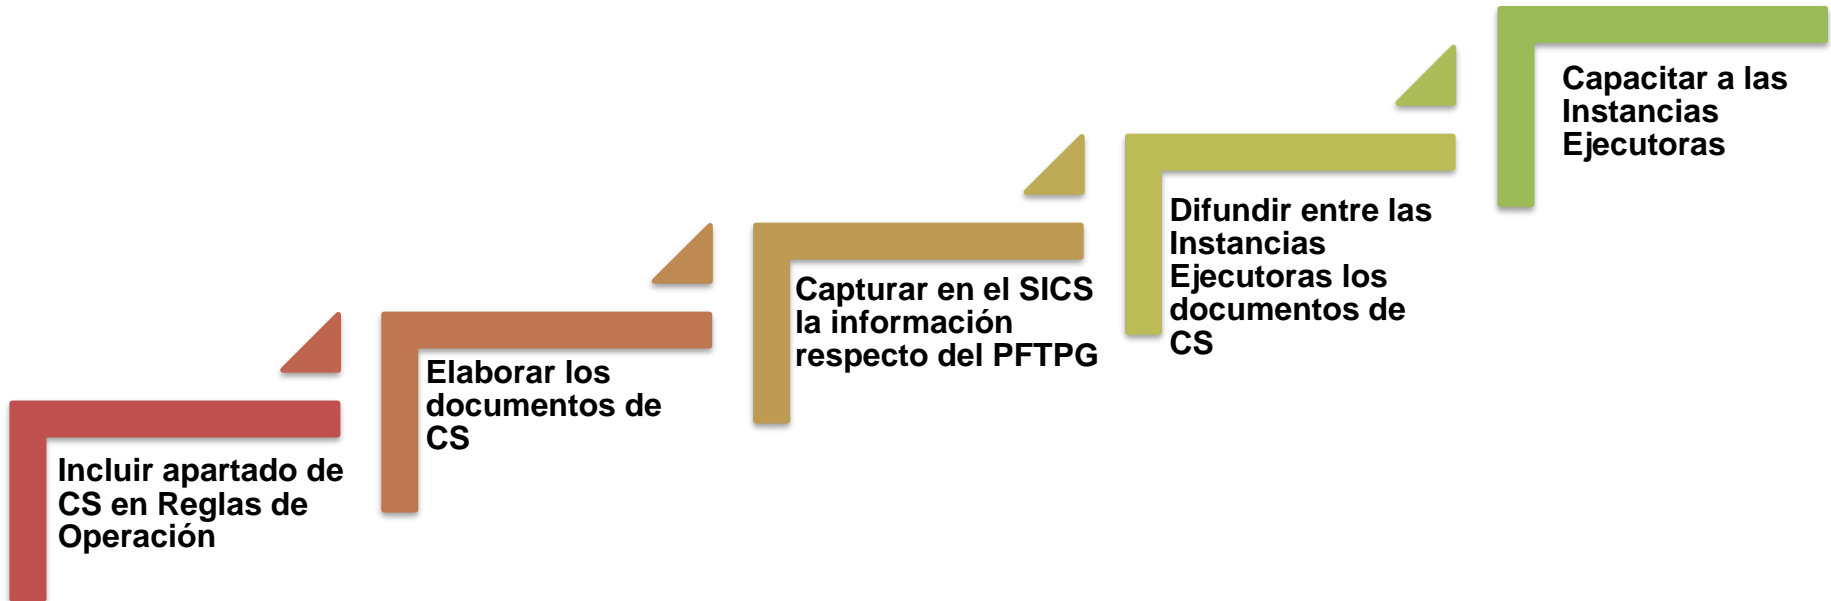 Incluir apartado de
CS en Reglas de
Operación
Elaborar los
documentos de
CS
Capturar en el SICS
la información
respecto del PFTPG
Difundir entre las
Instancias
Ejecutoras los
documentos de
CS
Capacitar a las
Instancias
Ejecutoras